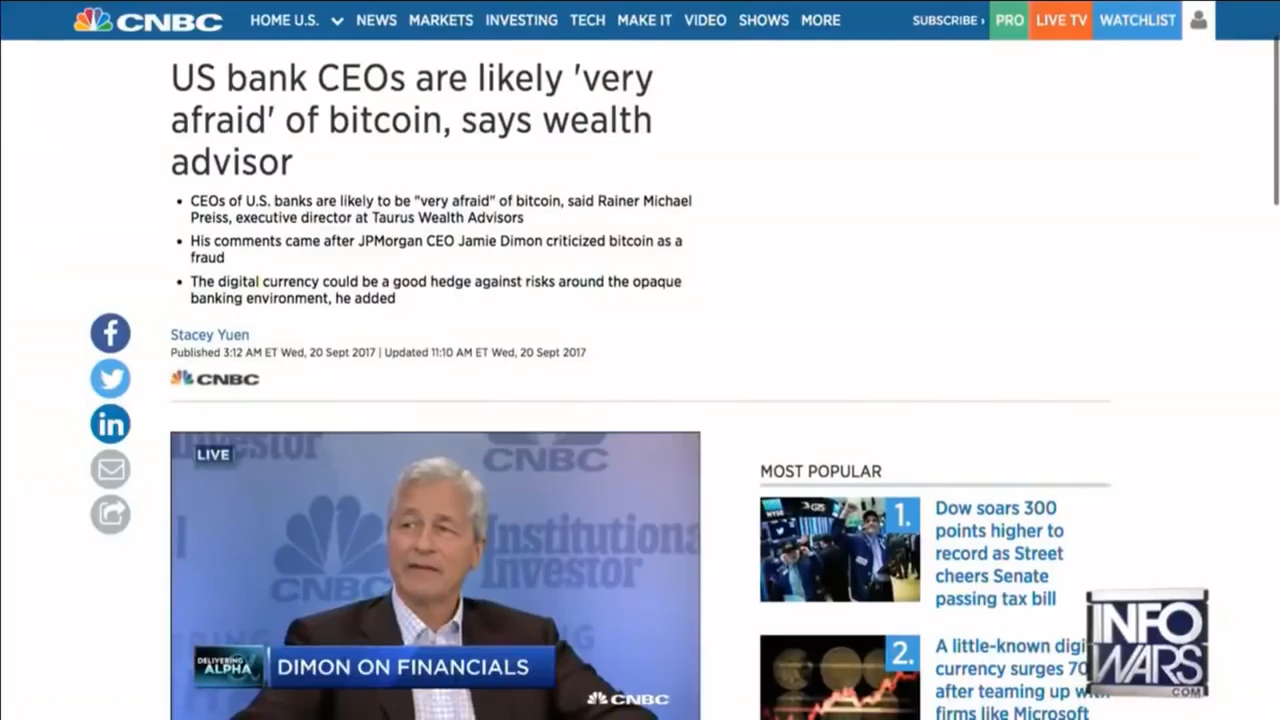 CNBC
HOME U.S. NEWS MARKETS INVESTING TECH MAKE IT VIDEO SHOWS MORE
SUBSCRIBE › PRO LIVE TV WATCHLIST
US bank CEOs are likely 'very
afraid' of bitcoin, says wealth
advisor
• CEOs of U.S. banks are likely to be "very afraid" of bitcoin, said Rainer Michael
Preiss, executive director at Taurus Wealth Advisors
• His comments came after JPMorgan CEO Jamie Dimon criticized bitcoin as a
fraud
• The digital currency could be a good hedge against risks around the opaque
banking environment, he added
Stacey Yuen
Published 3:12 AM ET Wed, 20 Sept 2017 | Updated 11:10 AM ET Wed, 20 Sept 2017
CNBC
LIVE
Investor
CNBC
CNBC
Institutional
Investor
DELIVERING
ALPHA
DIMON ON FINANCIALS
CNBC
MOST POPULAR
1.
Dow soars 300
points higher to
record as Street
cheers Senate
passing tax bill
2.
A little-known digi
currency surges 70
after teaming up
firms like Microsoft
INFO
WARS
.COM